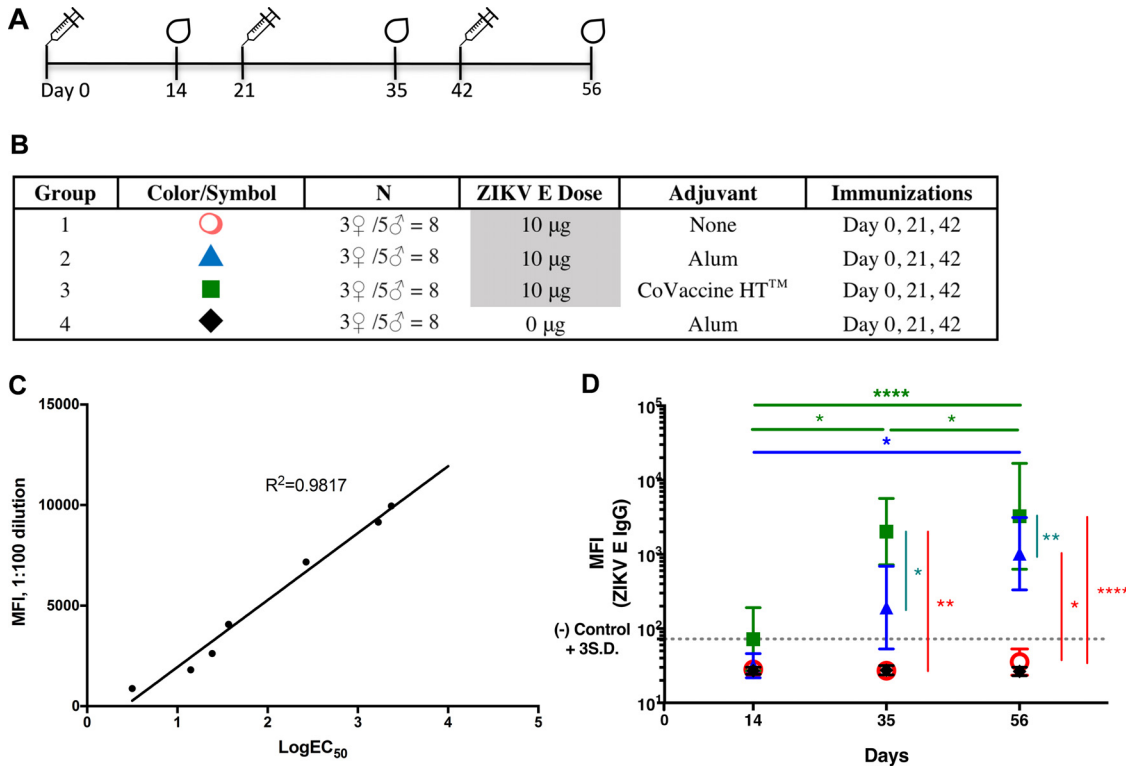 A
Day 0 14 21 35 42 56
B
Group Color/Symbol N ZIKV E Dose Adjuvant Immunizations
1 3♀ /5♂ = 8 10 µg None Day 0, 21, 42
2 3♀ /5♂ = 8 10 µg Alum Day 0, 21, 42
3 3♀ /5♂ = 8 10 µg CoVaccine HT™ Day 0, 21, 42
4 3♀ /5♂ = 8 0 µg Alum Day 0, 21, 42
C
MFI, 1:100 dilution
15000
10000
5000
0
R²=0.9817
0 1 2 3 4 5
LogEC₅₀
D
MFI
(ZIKV E IgG)
10⁵
10⁴
10³
10²
10¹
(-) Control
+ 3S.D.
****
* *
*
* **
** * ****
0 14 35 56
Days